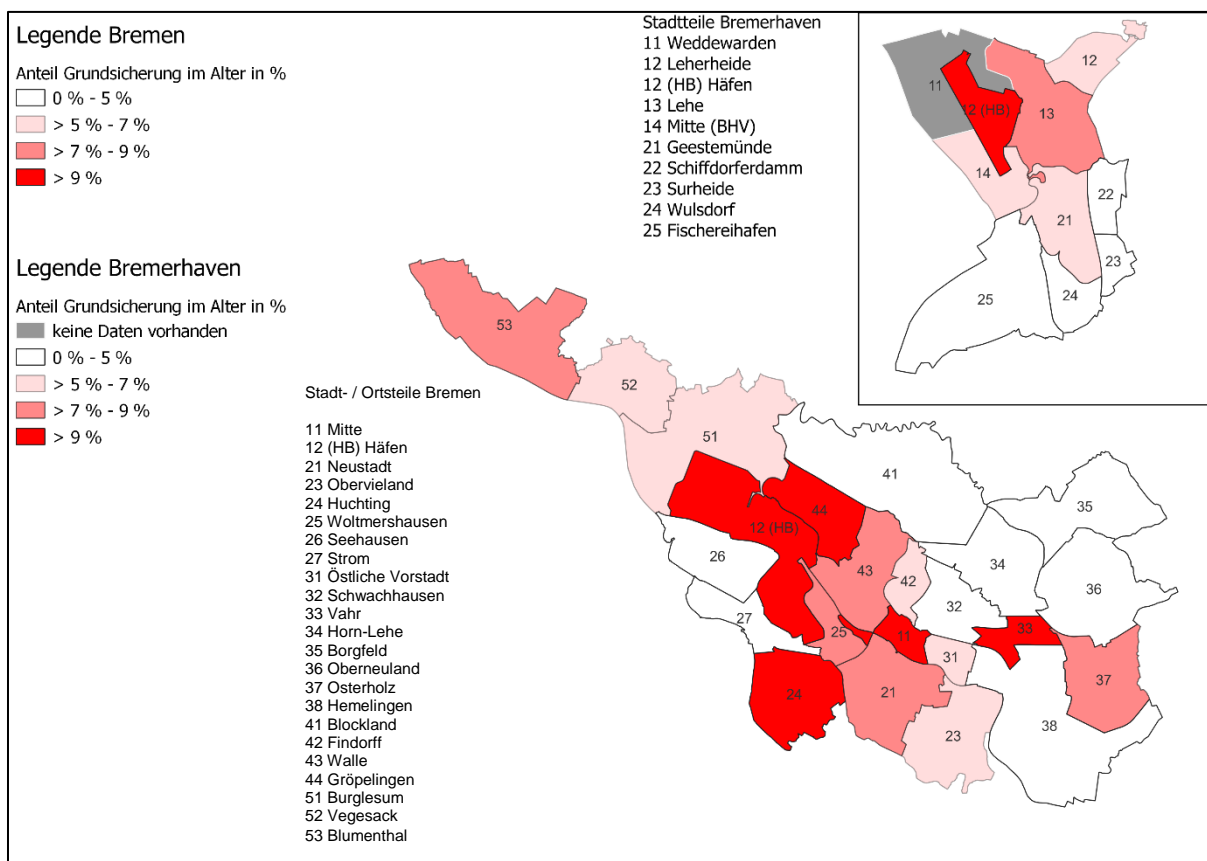 Legende Bremen
Anteil Grundsicherung im Alter in %
0 % - 5 %
> 5 % - 7 %
> 7 % - 9 %
> 9 %
Legende Bremerhaven
Anteil Grundsicherung im Alter in %
keine Daten vorhanden
0 % - 5 %
> 5 % - 7 %
> 7 % - 9 %
> 9 %
Stadt- / Ortsteile Bremen
11 Mitte
12 (HB) Häfen
21 Neustadt
23 Obervieland
24 Huchting
25 Woltmershausen
26 Seehausen
27 Strom
31 Östliche Vorstadt
32 Schwachhausen
33 Vahr
34 Horn-Lehe
35 Borgfeld
36 Oberneuland
37 Osterholz
38 Hemelingen
41 Blockland
42 Findorff
43 Walle
44 Gröpelingen
51 Burglesum
52 Vegesack
53 Blumenthal
Stadtteile Bremerhaven
11 Weddewarden
12 Leherheide
12 (HB) Häfen
13 Lehe
14 Mitte (BHV)
21 Geestemünde
22 Schiffdorferdamm
23 Surheide
24 Wulsdorf
25 Fischereihafen
12
11
12 (HB)
13
14
22
21
23
24
25
53
52
51
41
35
44
12 (HB)
34
26
43
42
36
32
27
25
11
33
31
37
24
21
38
23